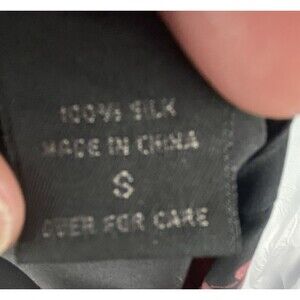 100% SILK
MADE IN CHINA
S
OVER FOR CARE